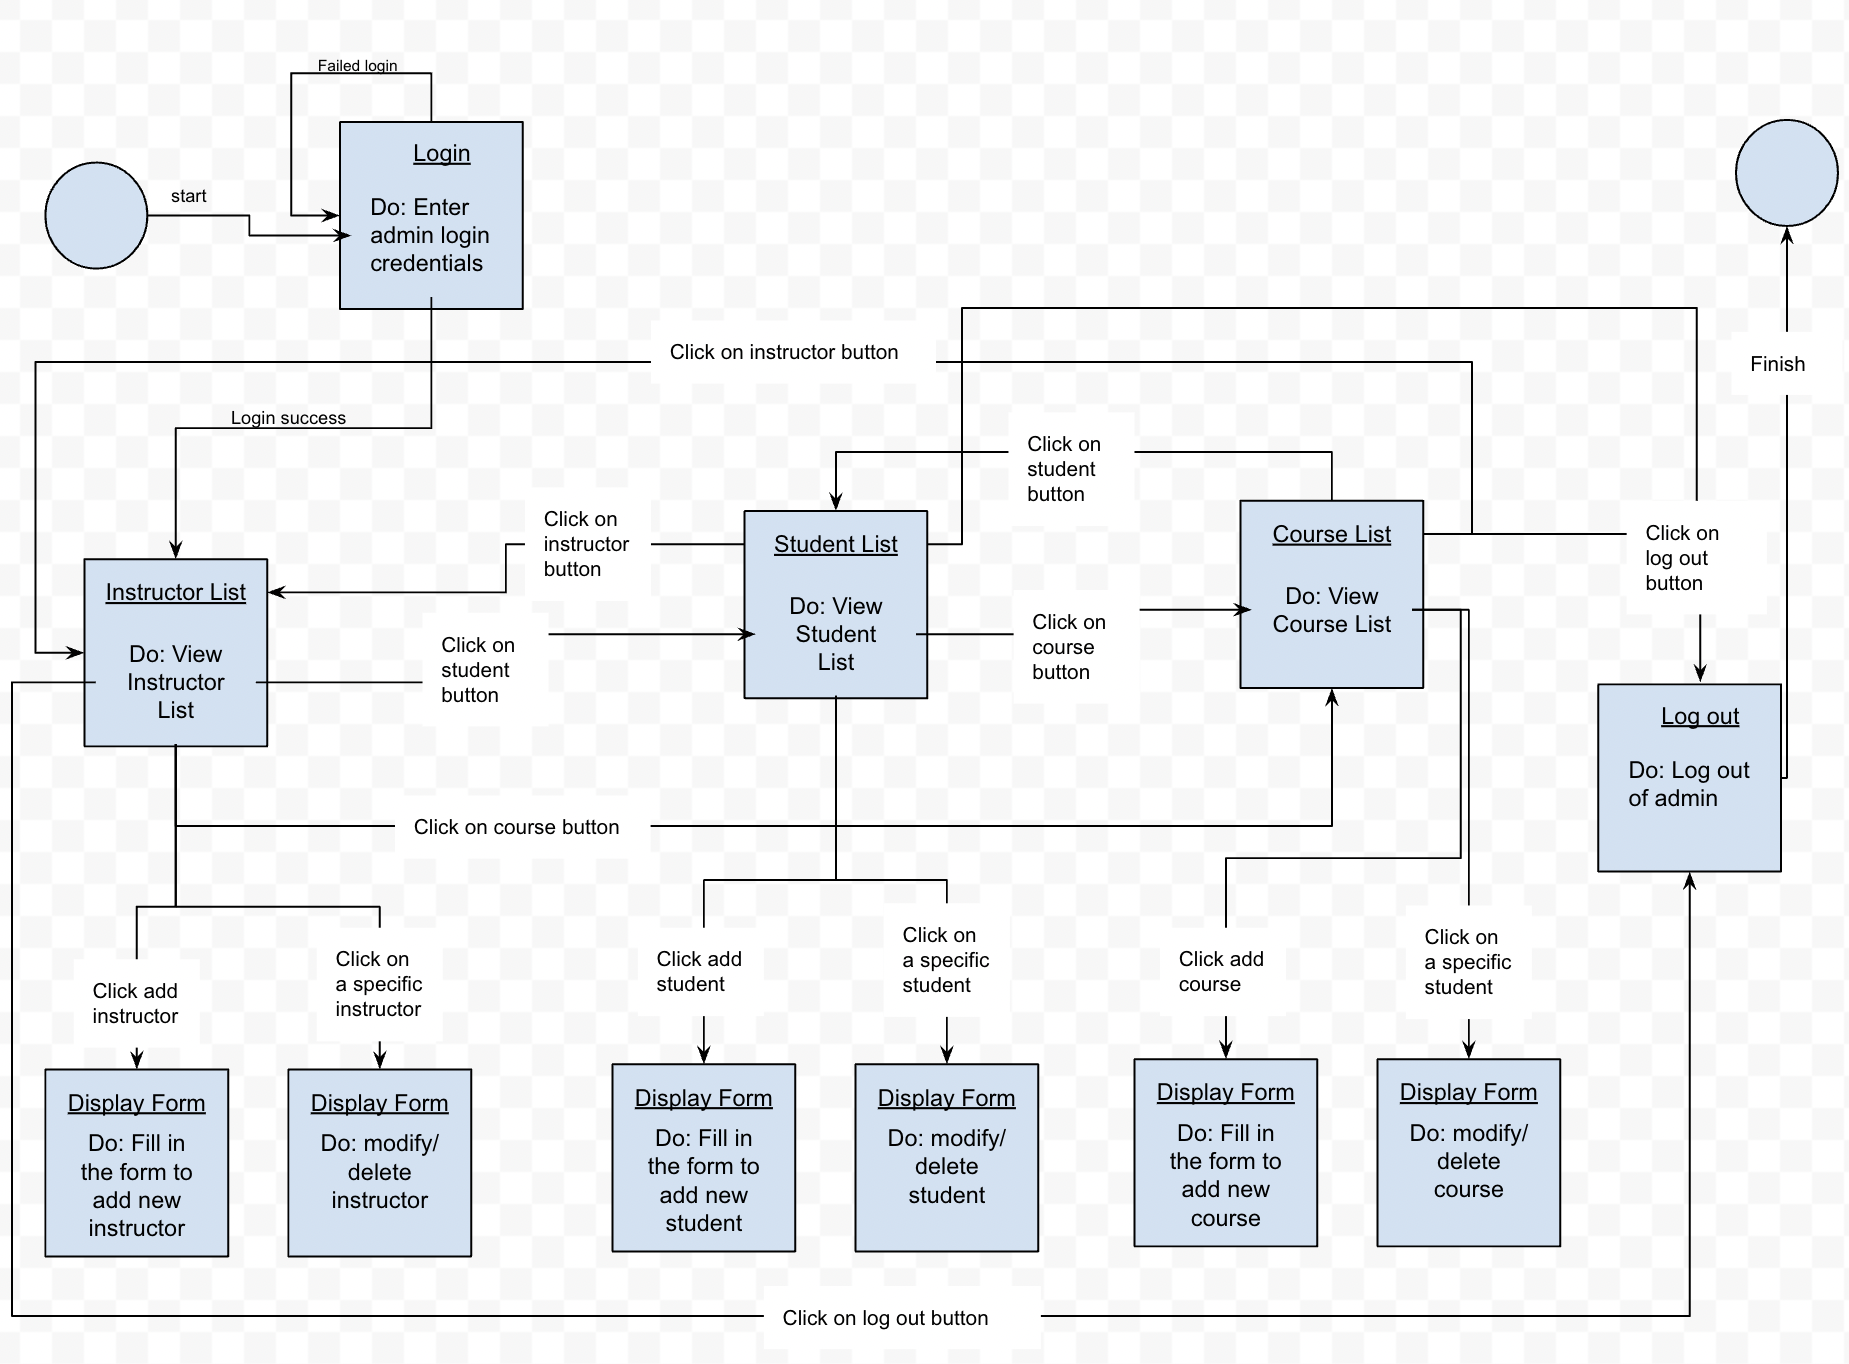 Failed login
Login
Do: Enter
admin login
credentials
start
Click on instructor button
Finish
Login success
Click on
student
button
Click on
instructor
button
Student List
Do: View
Student
List
Course List
Do: View
Course List
Click on
log out
button
Instructor List
Do: View
Instructor
List
Click on
student
button
Click on
course
button
Log out
Do: Log out
of admin
Click on course button
Click add
instructor
Click on
a specific
instructor
Click add
student
Click on
a specific
student
Click add
course
Click on
a specific
student
Display Form
Do: Fill in
the form to
add new
instructor
Display Form
Do: modify/
delete
instructor
Display Form
Do: Fill in
the form to
add new
student
Display Form
Do: modify/
delete
student
Display Form
Do: Fill in
the form to
add new
course
Display Form
Do: modify/
delete
course
Click on log out button